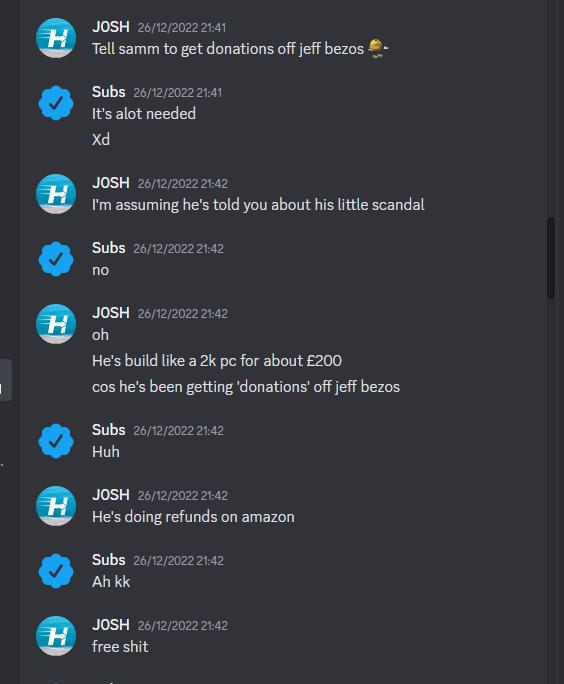 JOSH 26/12/2022 21:41
Tell samm to get donations off jeff bezos
Subs 26/12/2022 21:41
It's alot needed
Xd
JOSH 26/12/2022 21:42
I'm assuming he's told you about his little scandal
Subs 26/12/2022 21:42
no
JOSH 26/12/2022 21:42
oh
He's build like a 2k pc for about £200
cos he's been getting 'donations' off jeff bezos
Subs 26/12/2022 21:42
Huh
JOSH 26/12/2022 21:42
He's doing refunds on amazon
Subs 26/12/2022 21:42
Ah kk
JOSH 26/12/2022 21:42
free shit